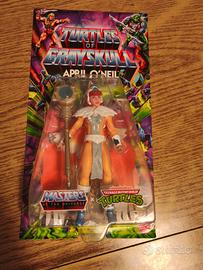 TURTLES
OF
GRAYSKULL
APRIL O'NEIL
MASTERS
OF THE UNIVERSE
X
TEENAGE MUTANT NINJA
TURTLES